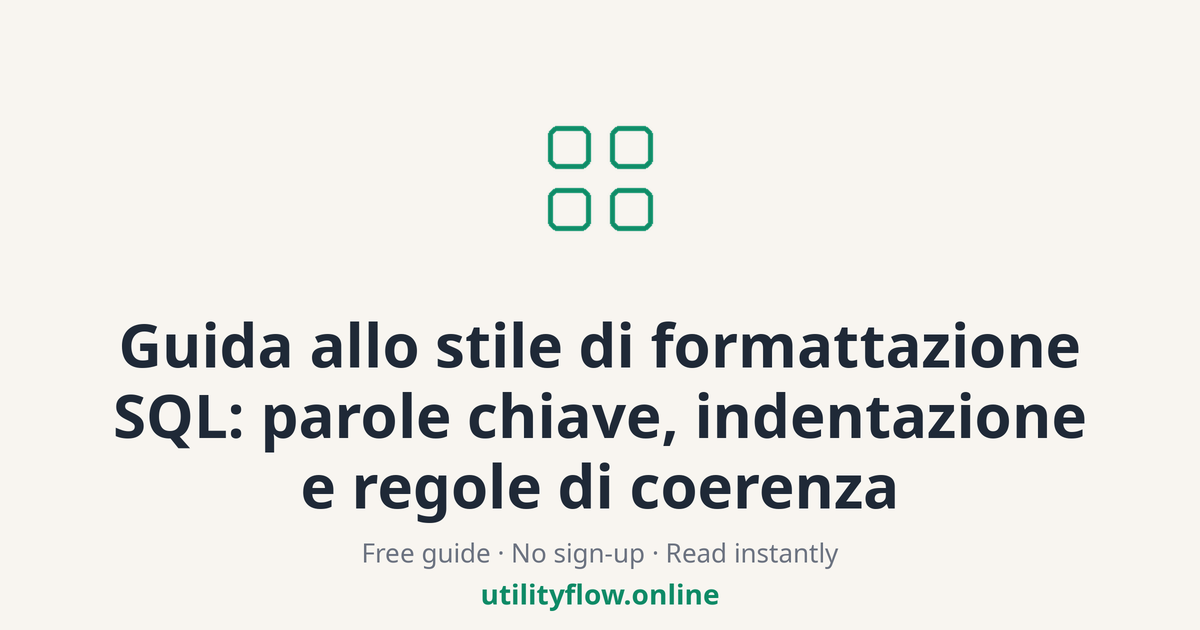 Guida allo stile di formattazione
SQL: parole chiave, indentazione
e regole di coerenza
Free guide · No sign-up · Read instantly
utilityflow.online